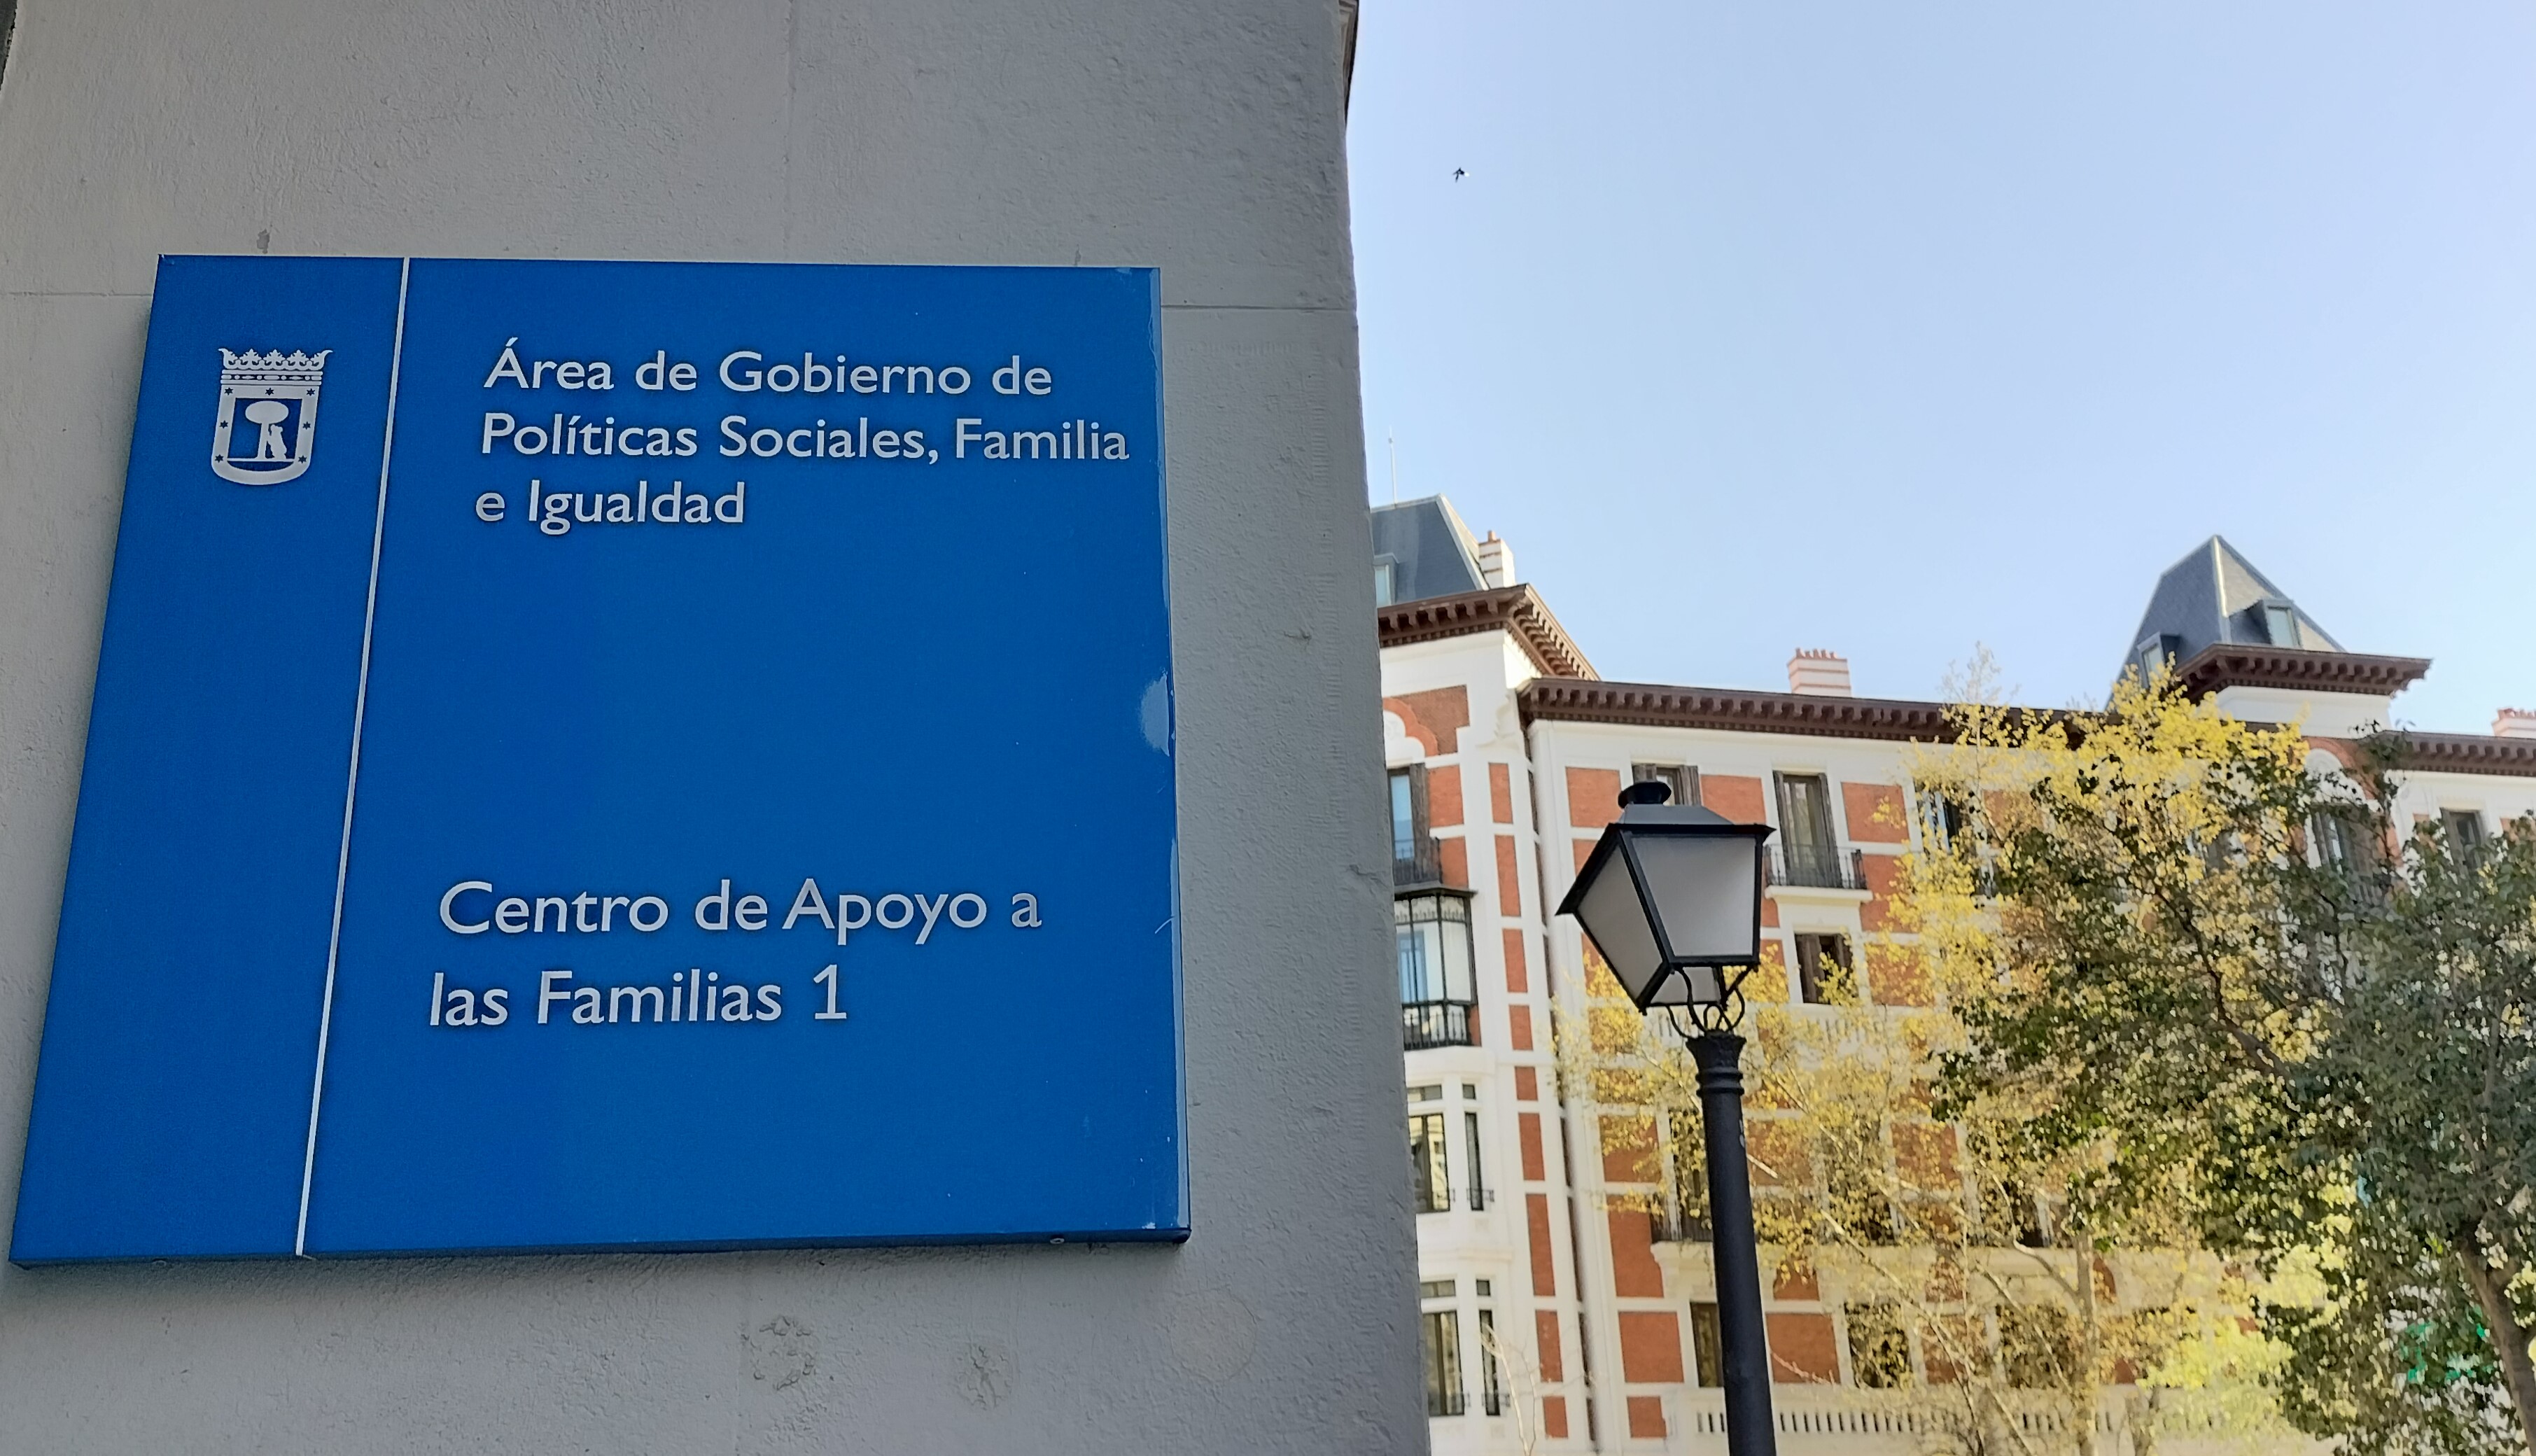 Área de Gobierno de
Políticas Sociales, Familia
e Igualdad
Centro de Apoyo a
las Familias 1